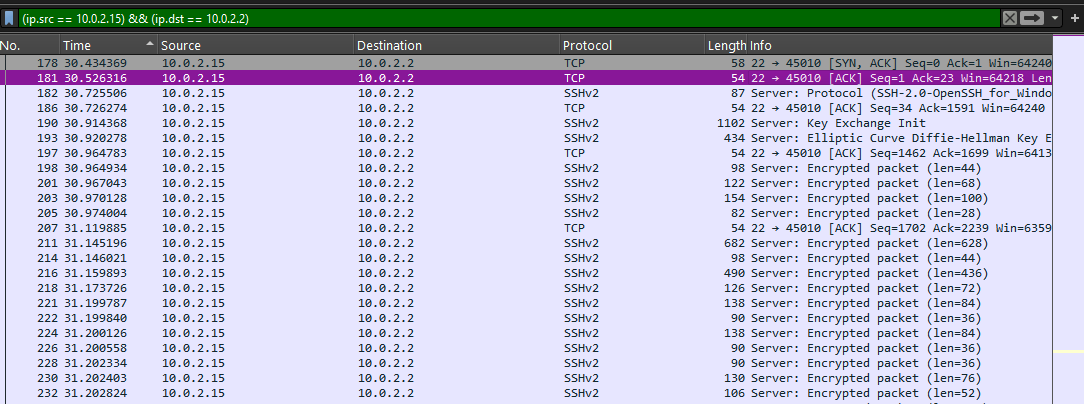 (ip.src == 10.0.2.15) && (ip.dst == 10.0.2.2)
No. Time Source Destination Protocol Length Info
178 30.434369 10.0.2.15 10.0.2.2 TCP 58 22 → 45010 [SYN, ACK] Seq=0 Ack=1 Win=64240
181 30.526316 10.0.2.15 10.0.2.2 TCP 54 22 → 45010 [ACK] Seq=1 Ack=23 Win=64218 Len
182 30.725506 10.0.2.15 10.0.2.2 SSHv2 87 Server: Protocol (SSH-2.0-OpenSSH_for_Windo
186 30.726274 10.0.2.15 10.0.2.2 TCP 54 22 → 45010 [ACK] Seq=34 Ack=1591 Win=64240
190 30.914368 10.0.2.15 10.0.2.2 SSHv2 1102 Server: Key Exchange Init
193 30.920278 10.0.2.15 10.0.2.2 SSHv2 434 Server: Elliptic Curve Diffie-Hellman Key E
197 30.964783 10.0.2.15 10.0.2.2 TCP 54 22 → 45010 [ACK] Seq=1462 Ack=1699 Win=6413
198 30.964934 10.0.2.15 10.0.2.2 SSHv2 98 Server: Encrypted packet (len=44)
201 30.967043 10.0.2.15 10.0.2.2 SSHv2 122 Server: Encrypted packet (len=68)
203 30.970128 10.0.2.15 10.0.2.2 SSHv2 154 Server: Encrypted packet (len=100)
205 30.974004 10.0.2.15 10.0.2.2 SSHv2 82 Server: Encrypted packet (len=28)
207 31.119885 10.0.2.15 10.0.2.2 TCP 54 22 → 45010 [ACK] Seq=1702 Ack=2239 Win=6359
211 31.145196 10.0.2.15 10.0.2.2 SSHv2 682 Server: Encrypted packet (len=628)
214 31.146021 10.0.2.15 10.0.2.2 SSHv2 98 Server: Encrypted packet (len=44)
216 31.159893 10.0.2.15 10.0.2.2 SSHv2 490 Server: Encrypted packet (len=436)
218 31.173726 10.0.2.15 10.0.2.2 SSHv2 126 Server: Encrypted packet (len=72)
221 31.199787 10.0.2.15 10.0.2.2 SSHv2 138 Server: Encrypted packet (len=84)
222 31.199840 10.0.2.15 10.0.2.2 SSHv2 90 Server: Encrypted packet (len=36)
224 31.200126 10.0.2.15 10.0.2.2 SSHv2 138 Server: Encrypted packet (len=84)
226 31.200558 10.0.2.15 10.0.2.2 SSHv2 90 Server: Encrypted packet (len=36)
228 31.202334 10.0.2.15 10.0.2.2 SSHv2 90 Server: Encrypted packet (len=36)
230 31.202403 10.0.2.15 10.0.2.2 SSHv2 130 Server: Encrypted packet (len=76)
232 31.202824 10.0.2.15 10.0.2.2 SSHv2 106 Server: Encrypted packet (len=52)